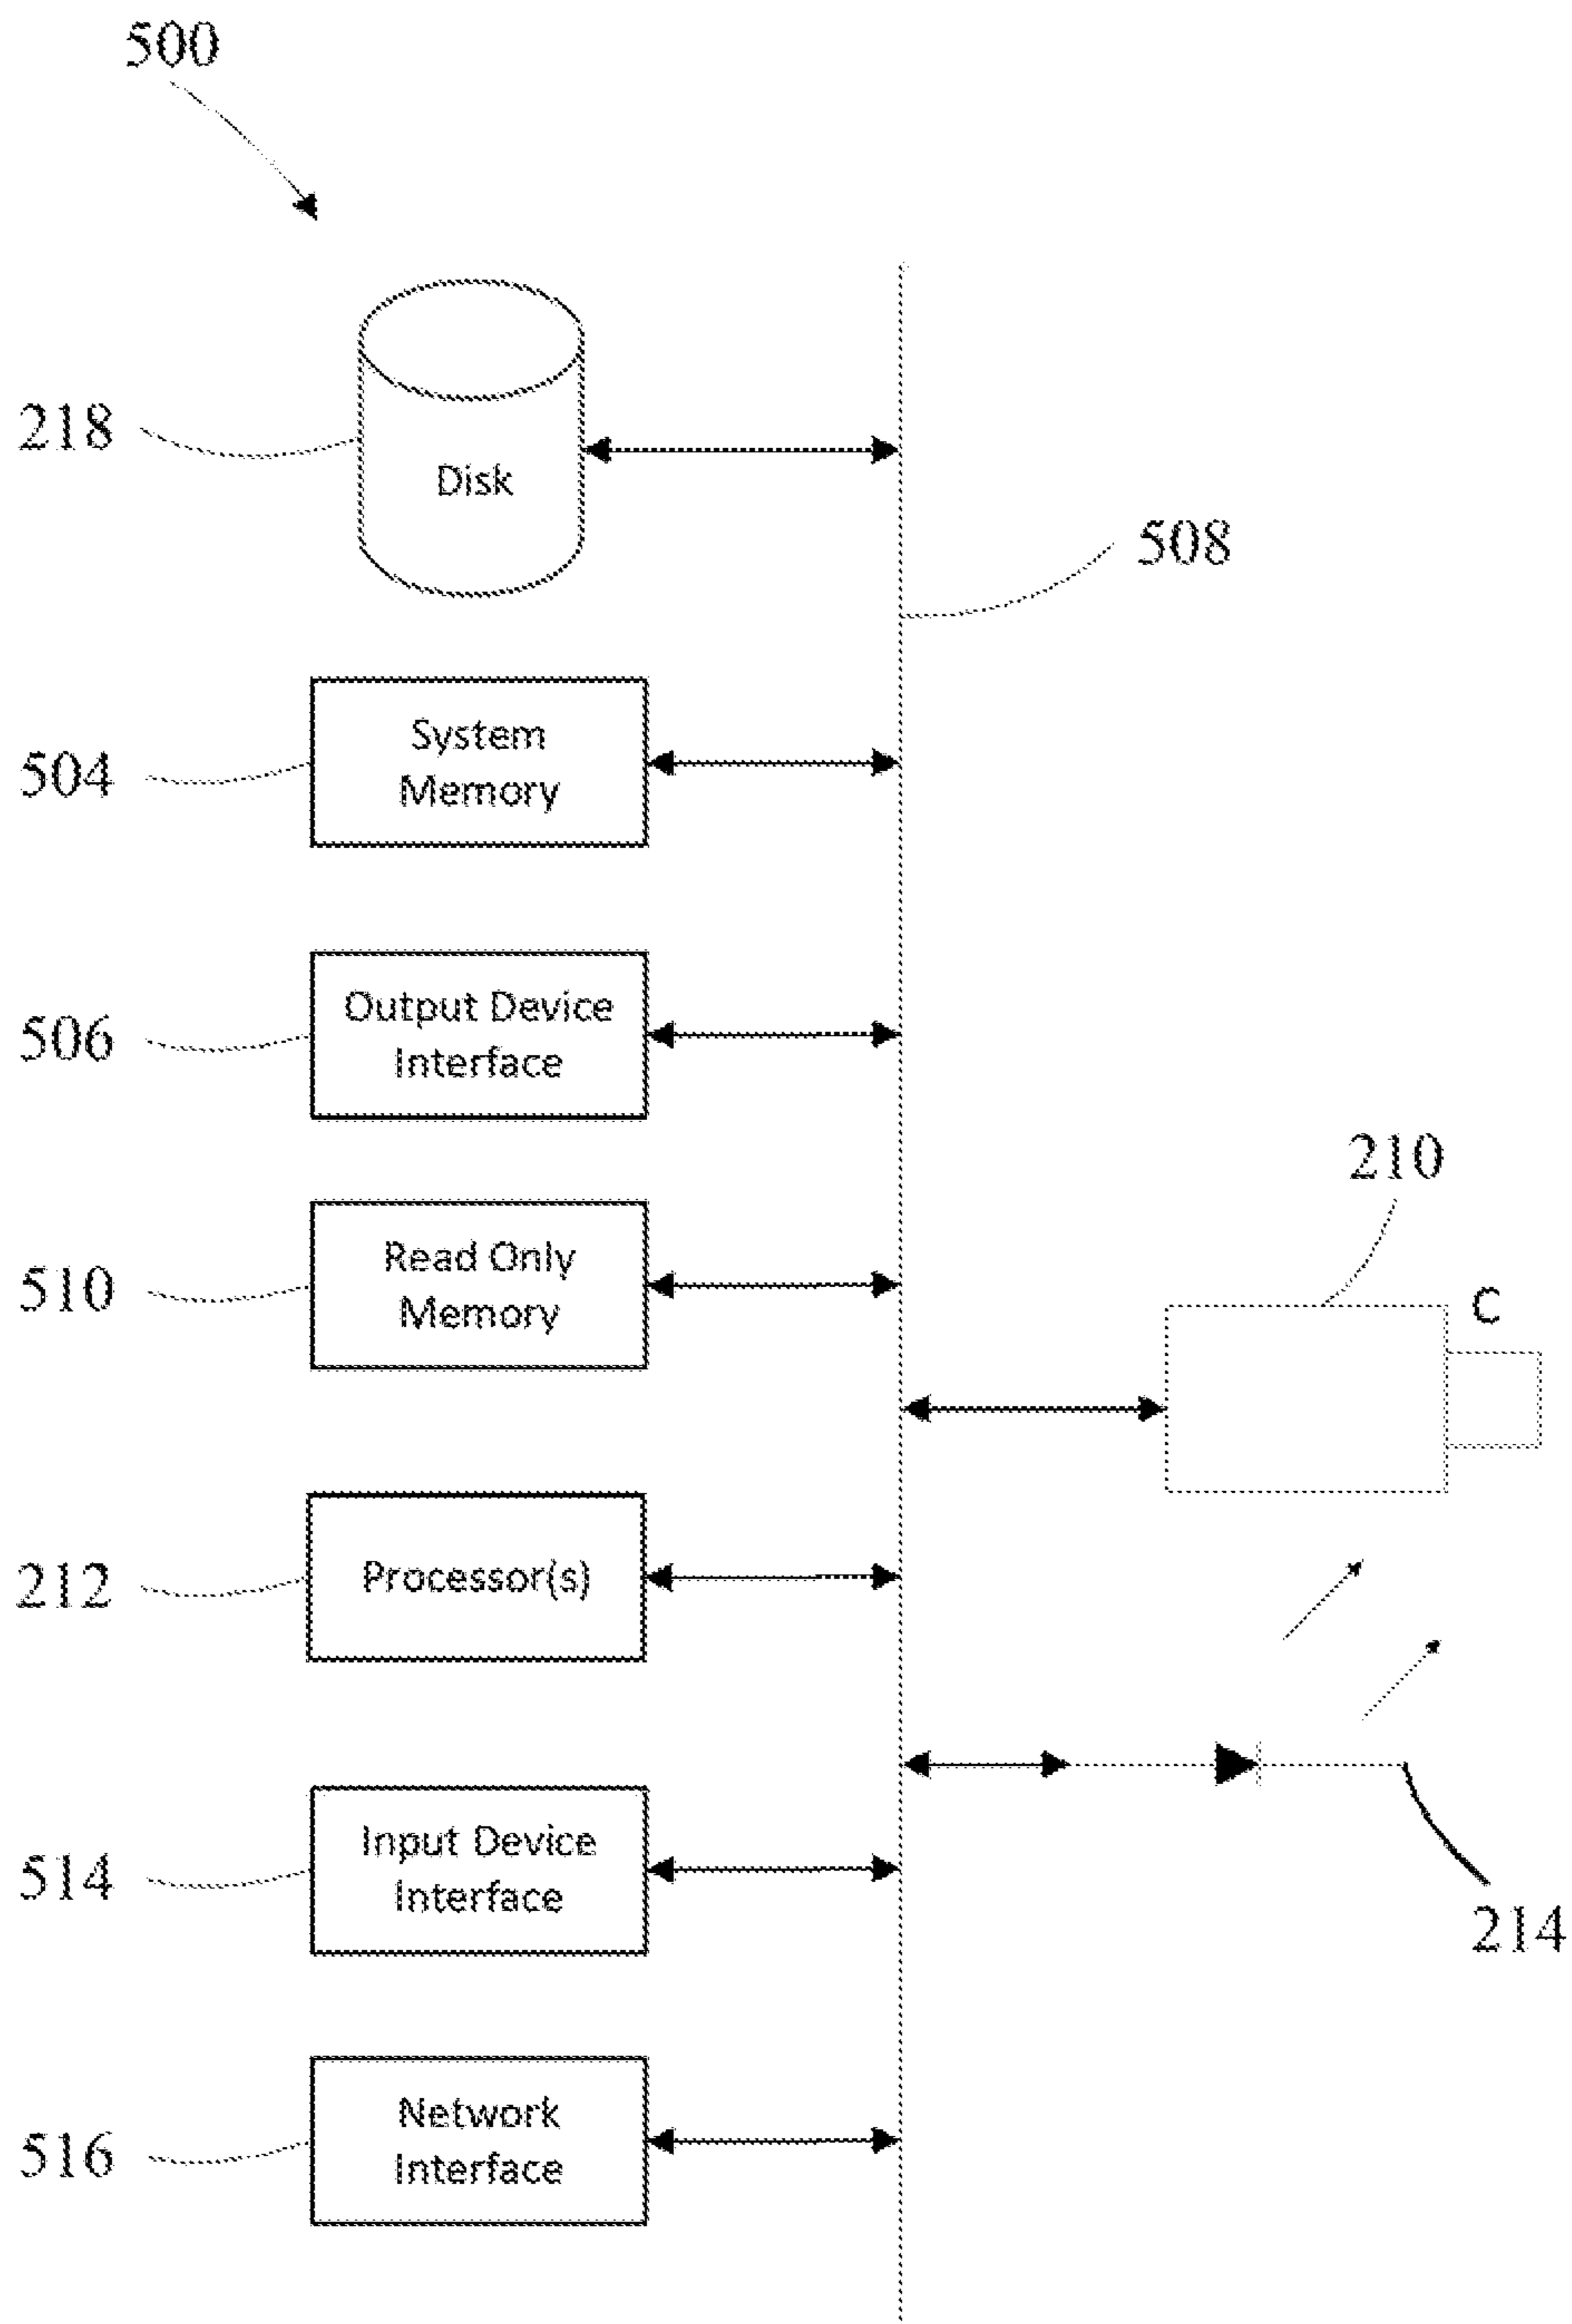 500
218
Disk
508
504
System
Memory
506
Output Device
Interface
210
510
Read Only
Memory
C
212
Processor(s)
514
Input Device
Interface
214
516
Network
Interface